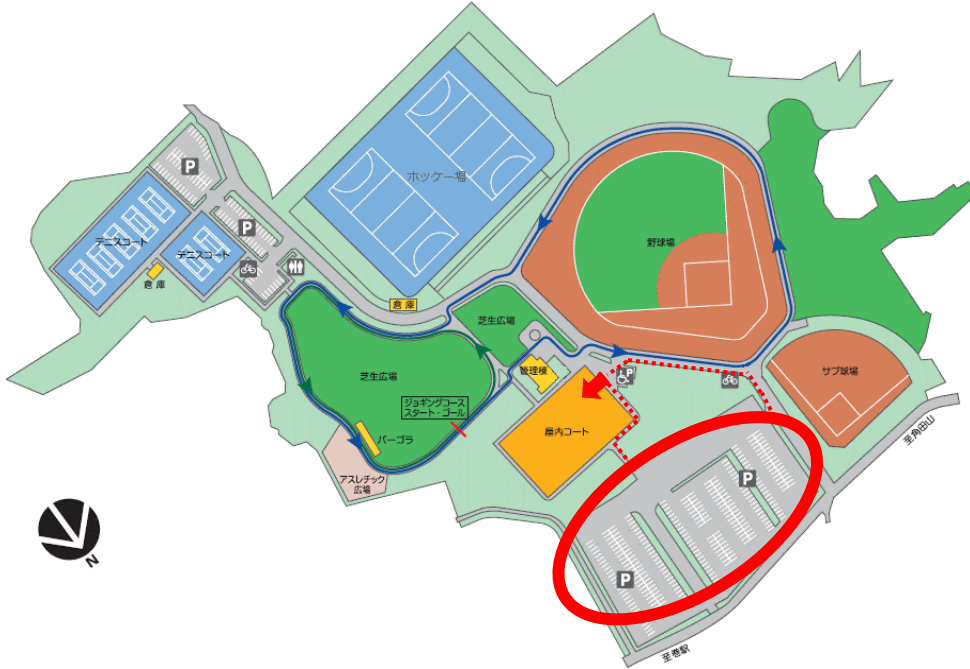 ホッケー場
P
テニスコート
P
テニスコート
野球場
倉庫
倉庫
芝生広場
サブ球場
管理棟
P
芝生広場
ジョギングコース
スタート・ゴール
屋内コート
至角田山
パーゴラ
アスレチック
広場
P
N
P
至巻駅